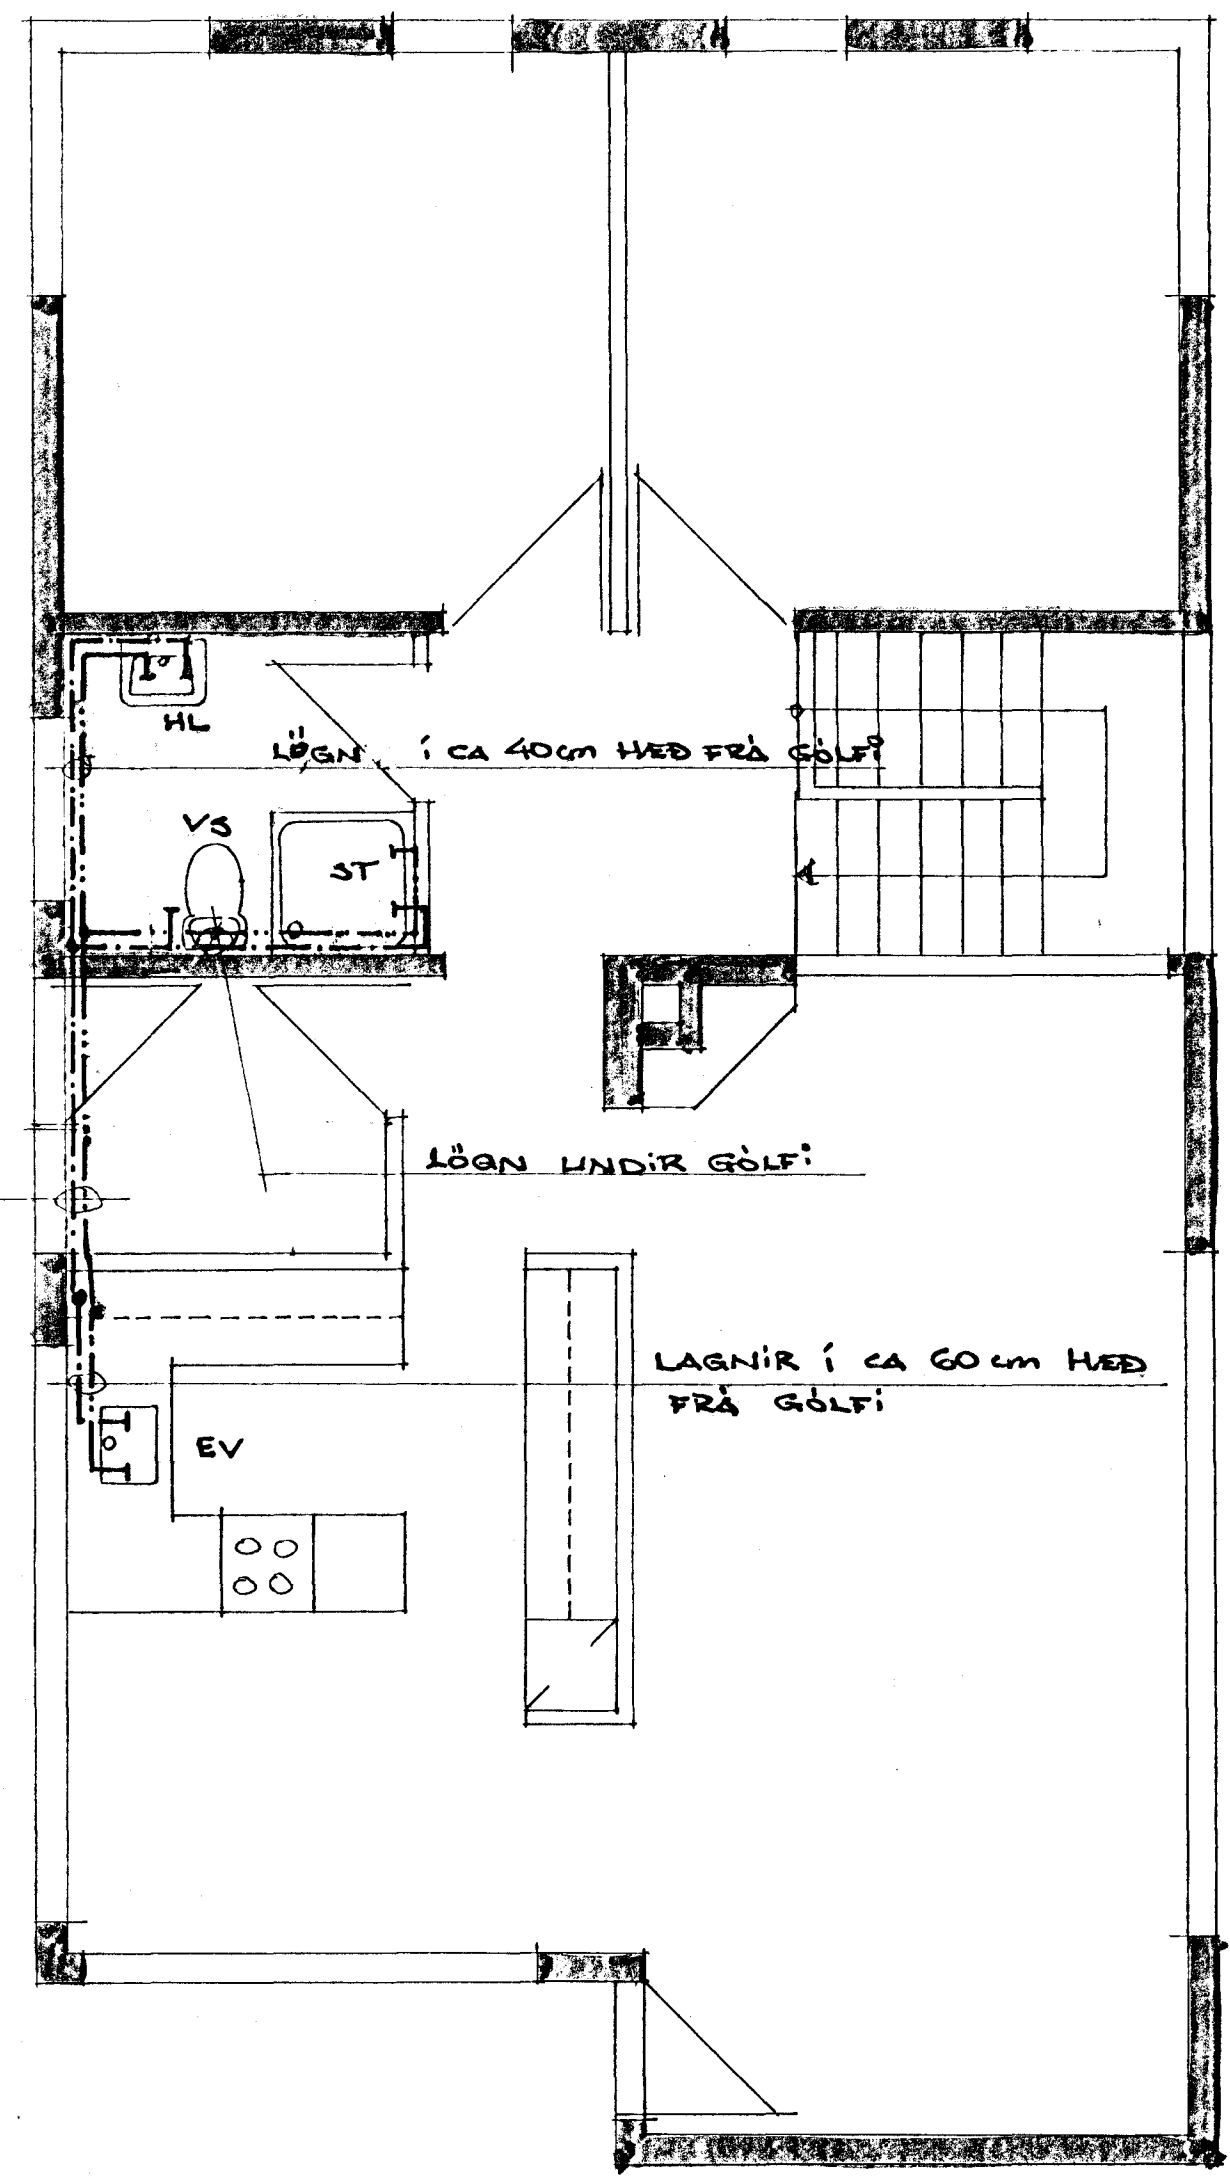 HL
LÖGN í CA 40cm HÆÐ FRÁ GÓLFI
VS
ST
LÖGN UNDIR GÓLFI
LAGNIR Í CA 60cm HÆÐ
FRÁ GÓLFI
EV